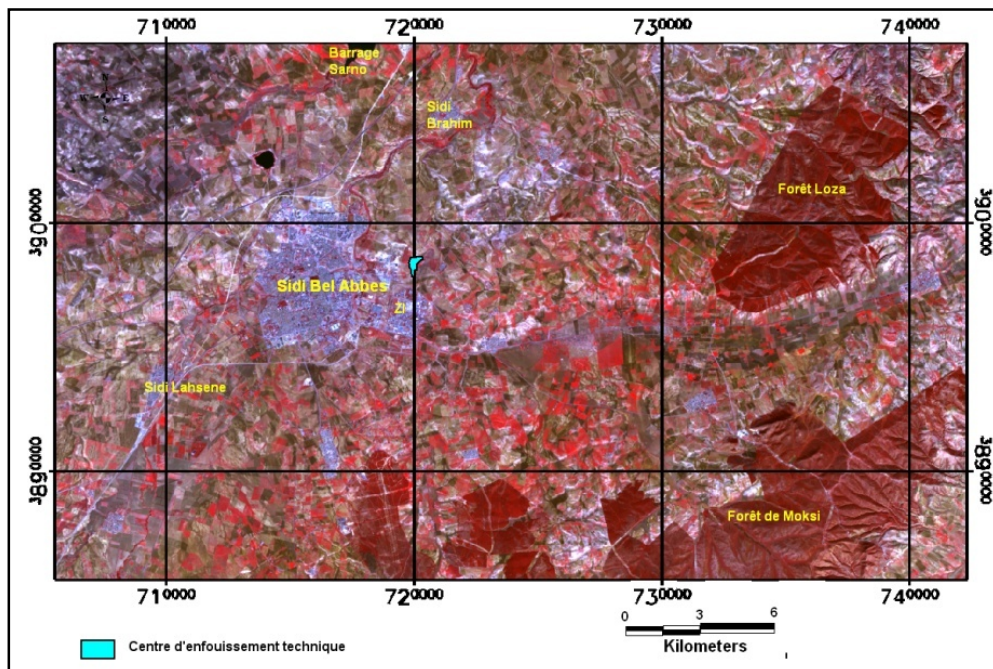 710000 720000 730000 740000
Barrage
Sarno
N
W E
S
Sidi
Brahim
Forêt Loza
3900000 3900000
Sidi Bel Abbes
ZI
Sidi Lahsene
3890000 3890000
Forêt de Moksi
710000 720000 730000 740000
0 3 6
Kilometers
Centre d'enfouissement technique